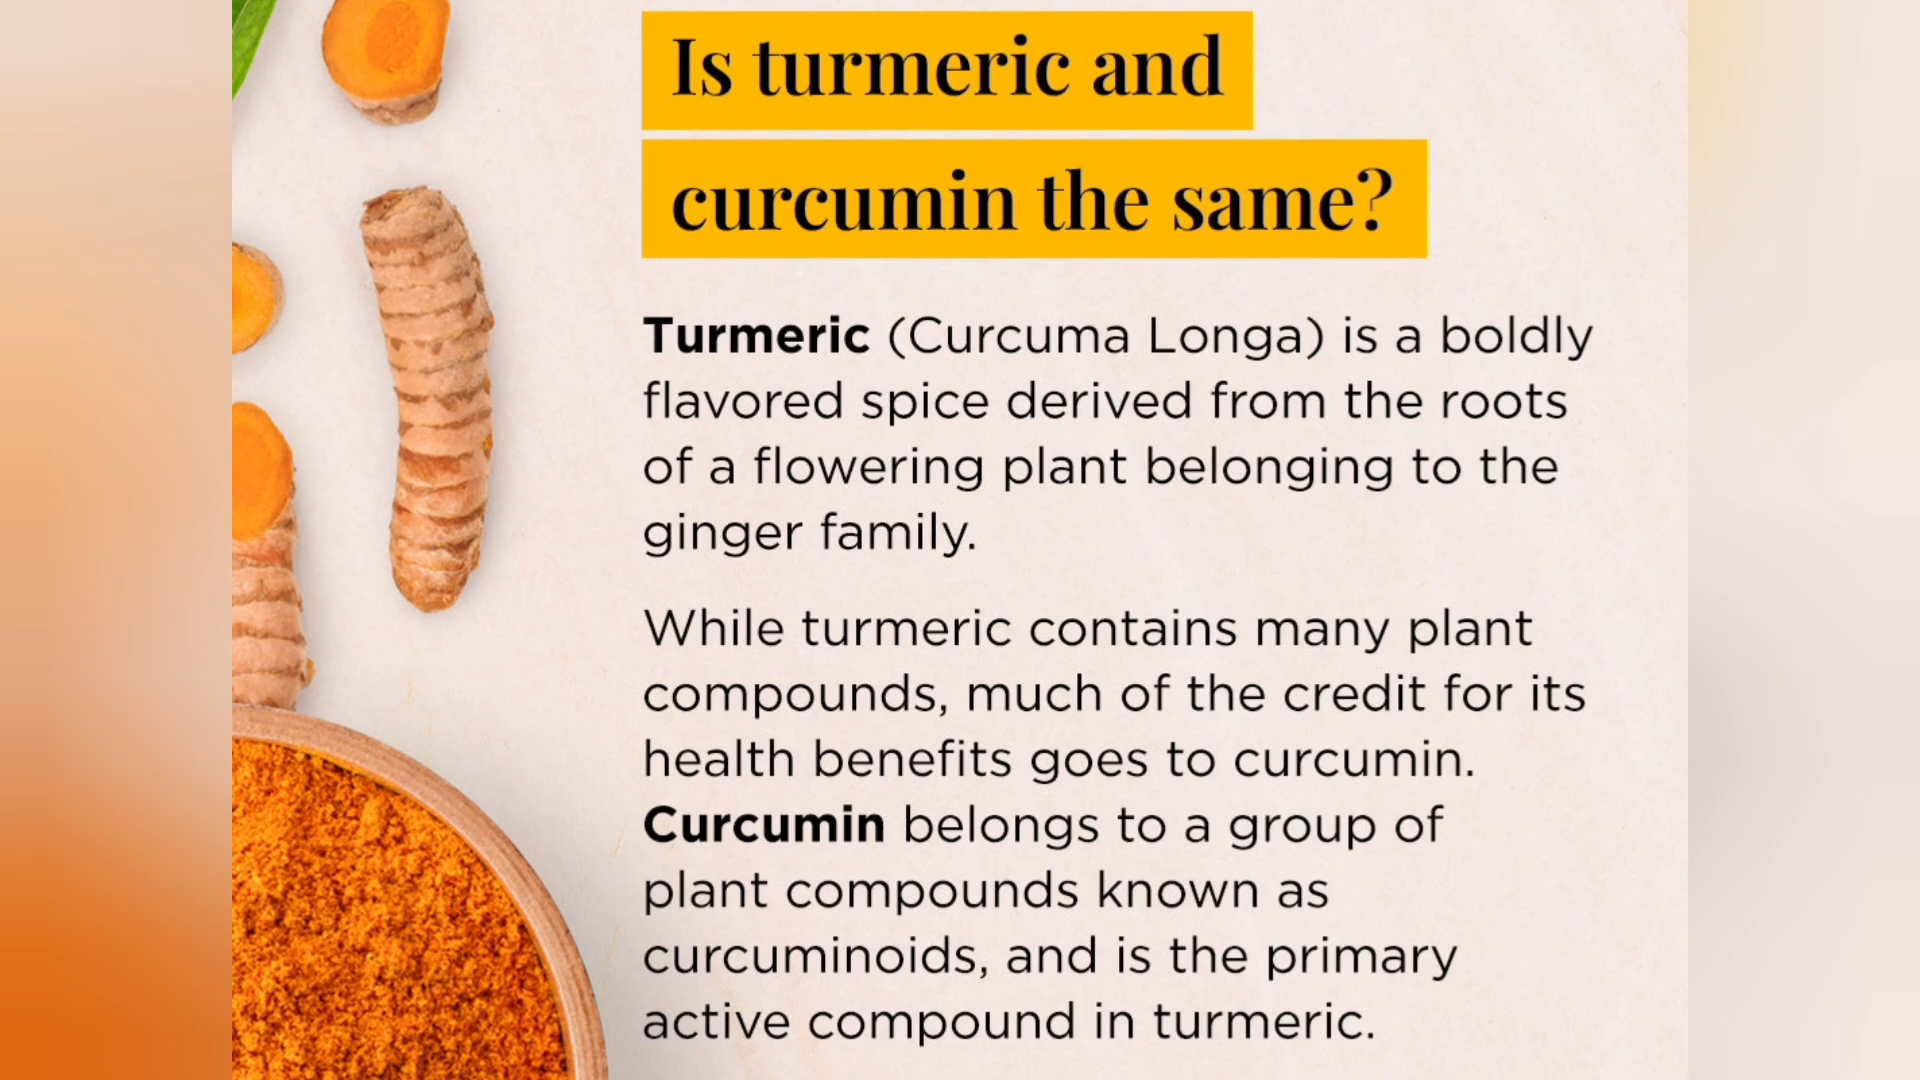 Is turmeric and
curcumin the same?
Turmeric (Curcuma Longa) is a boldly
flavored spice derived from the roots
of a flowering plant belonging to the
ginger family.
While turmeric contains many plant
compounds, much of the credit for its
health benefits goes to curcumin.
Curcumin belongs to a group of
plant compounds known as
curcuminoids, and is the primary
active compound in turmeric.